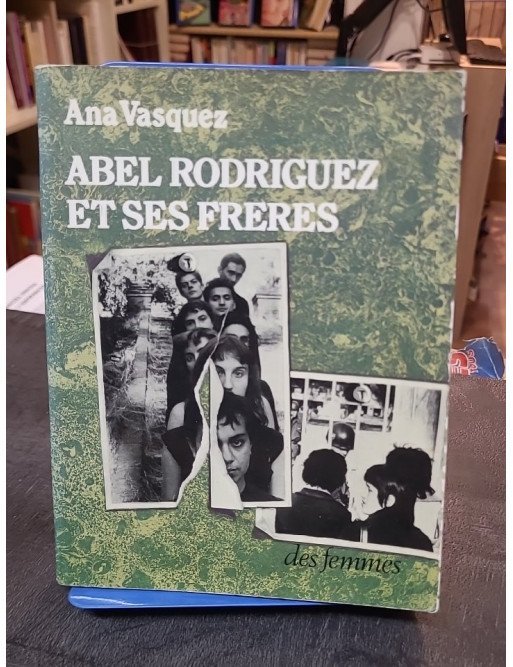 Ana Vasquez
ABEL RODRIGUEZ
ET SES FRERES
T
T
des femmes